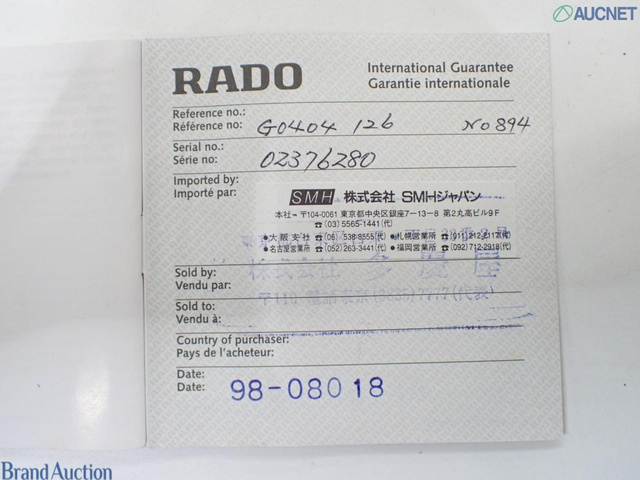 AUCNET
RADO
International Guarantee
Garantie internationale
Reference no.:
Référence no: G0404 126 No 894
Serial no.:
Série no: 02376280
Imported by:
Importé par:
SMH 株式会社 SMHジャパン
本社 〒104-0061 東京都中央区銀座7-13-8 第2丸高ビル9F
☎(03)5565-1441(代)
●大阪支社☎(06) 538-8555(代) ●札幌営業所☎(011)212-2117(代)
●名古屋営業所☎(052)263-3441(代) ●福岡営業所☎(092)712-2918(代)
Sold by:
Vendu par:
株式会社
Sold to:
Vendu à:
Country of purchaser:
Pays de l'acheteur:
Date:
Date: 98-08018
Brand Auction